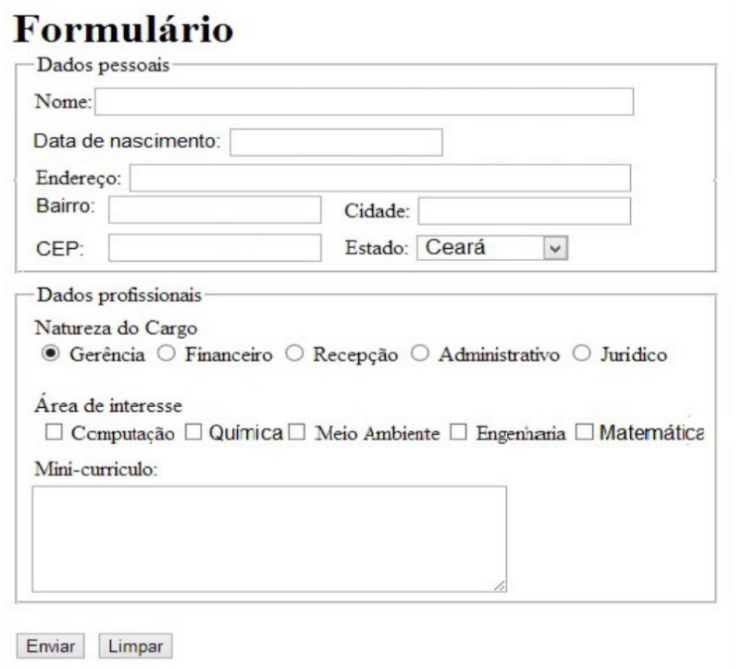 Formulário
Dados pessoais
Nome:
Data de nascimento:
Endereço:
Bairro: Cidade:
CEP: Estado: Ceará
Dados profissionais
Natureza do Cargo
Gerência Financeiro Recepção Administrativo Jurídico
Área de interesse
Computação Química Meio Ambiente Engenharia Matemática
Mini-curriculo:
Enviar Limpar